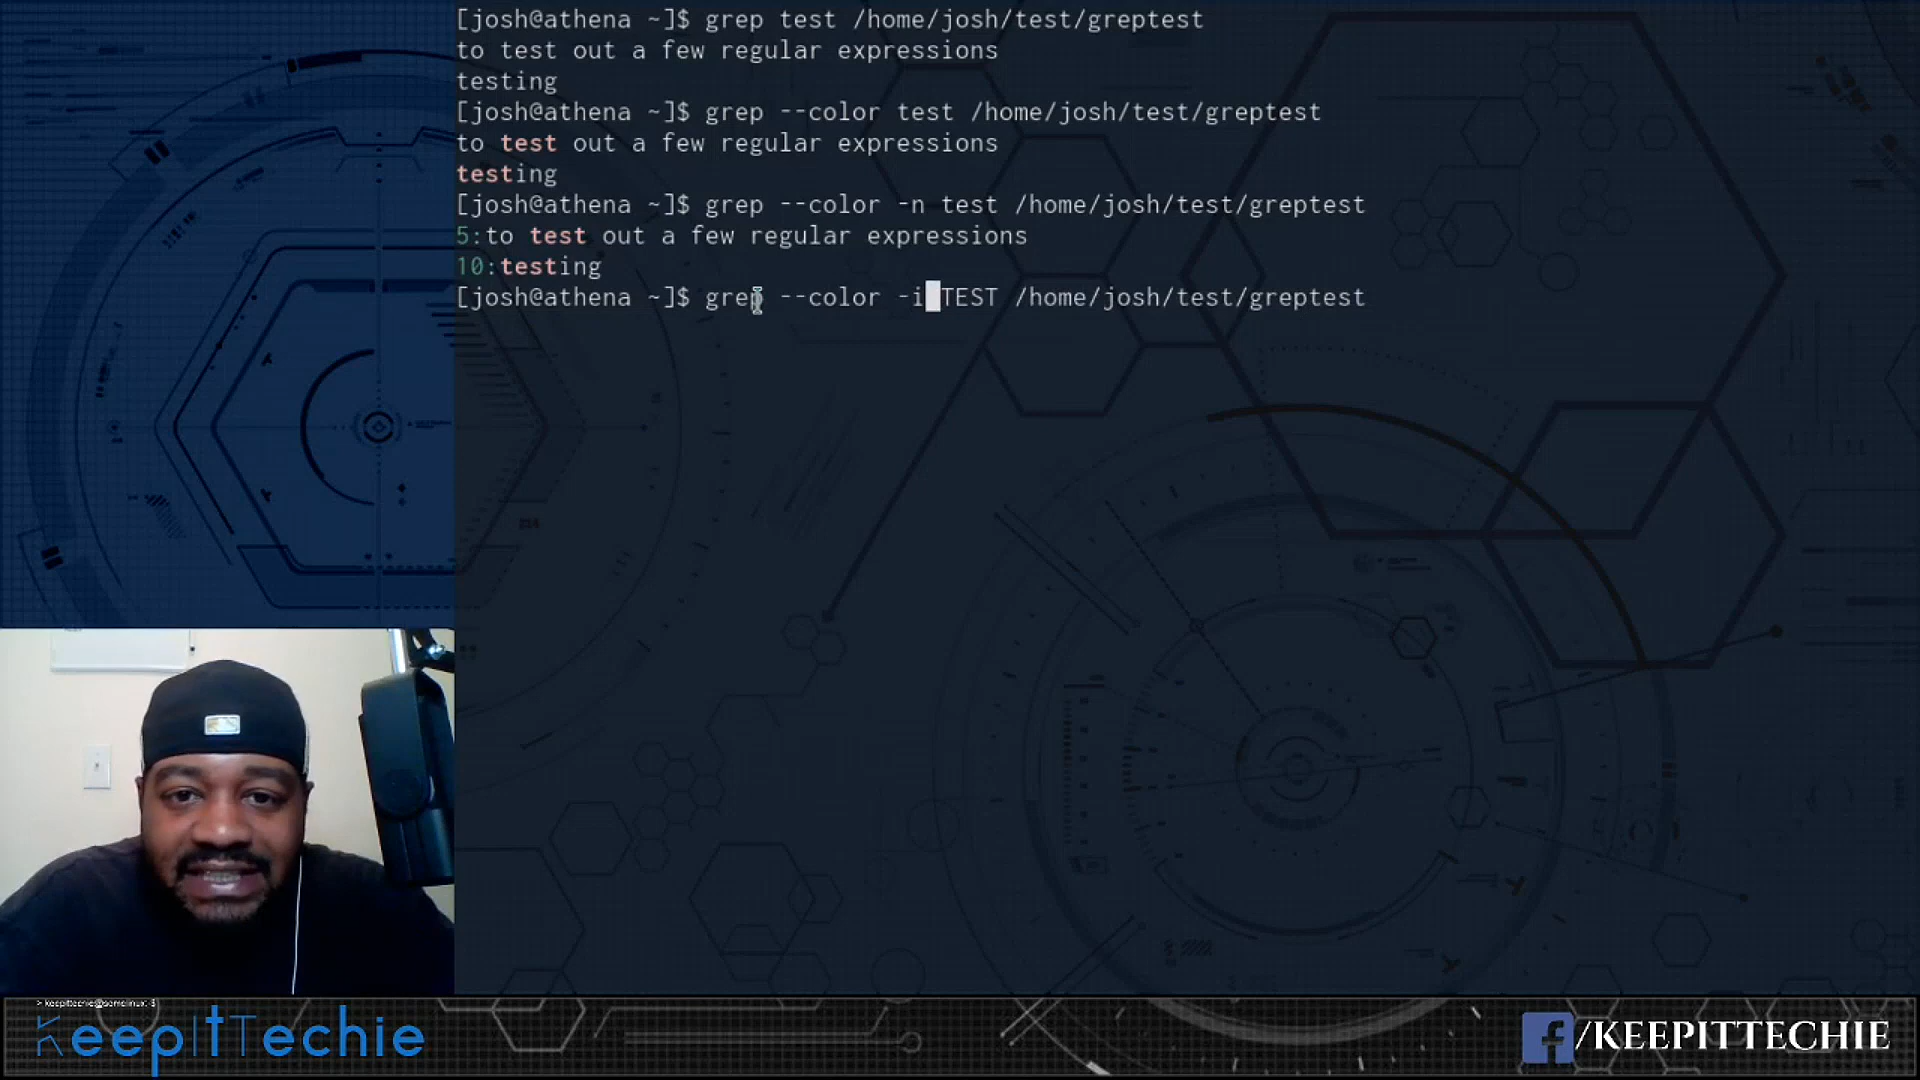 [josh@athena ~]$ grep test /home/josh/test/greptest
to test out a few regular expressions
testing
[josh@athena ~]$ grep --color test /home/josh/test/greptest
to test out a few regular expressions
testing
[josh@athena ~]$ grep --color -n test /home/josh/test/greptest
5:to test out a few regular expressions
10:testing
[josh@athena ~]$ grep --color -i TEST /home/josh/test/greptest
> keepittechie@somelinux:~$
KeepItTechie
/KEEPITTECHIE